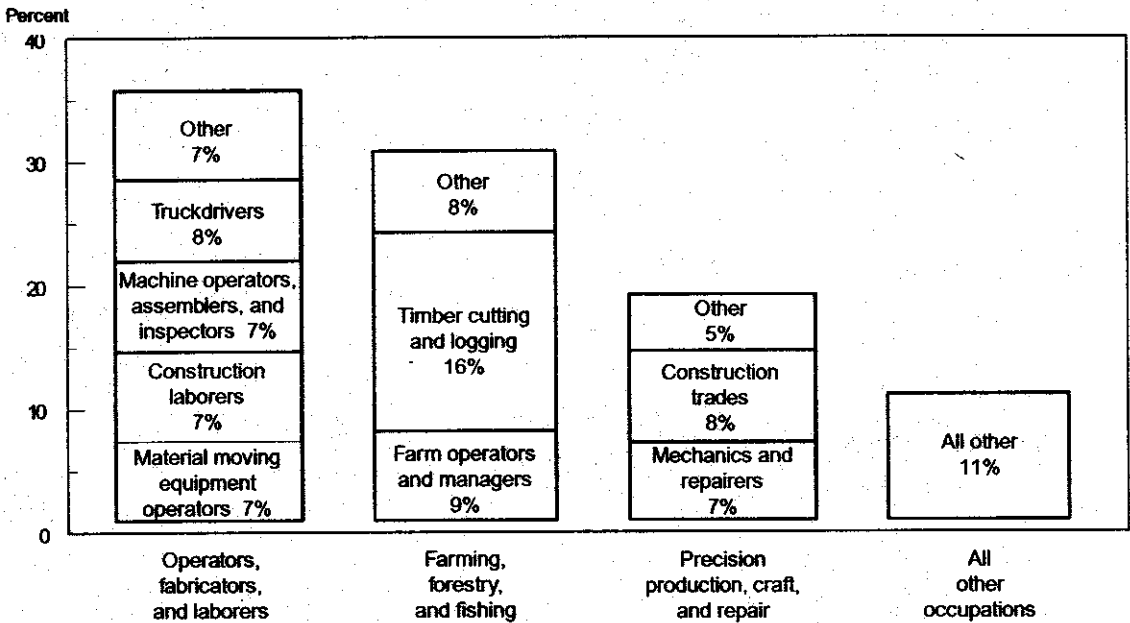 Percent
40
30
20
10
0
Other
7%
Truckdrivers
8%
Machine operators,
assemblers, and
inspectors 7%
Construction
laborers
7%
Material moving
equipment
operators 7%
Other
8%
Timber cutting
and logging
16%
Farm operators
and managers
9%
Other
5%
Construction
trades
8%
Mechanics and
repairers
7%
All other
11%
Operators,
fabricators,
and laborers
Farming,
forestry,
and fishing
Precision
production, craft,
and repair
All
other
occupations